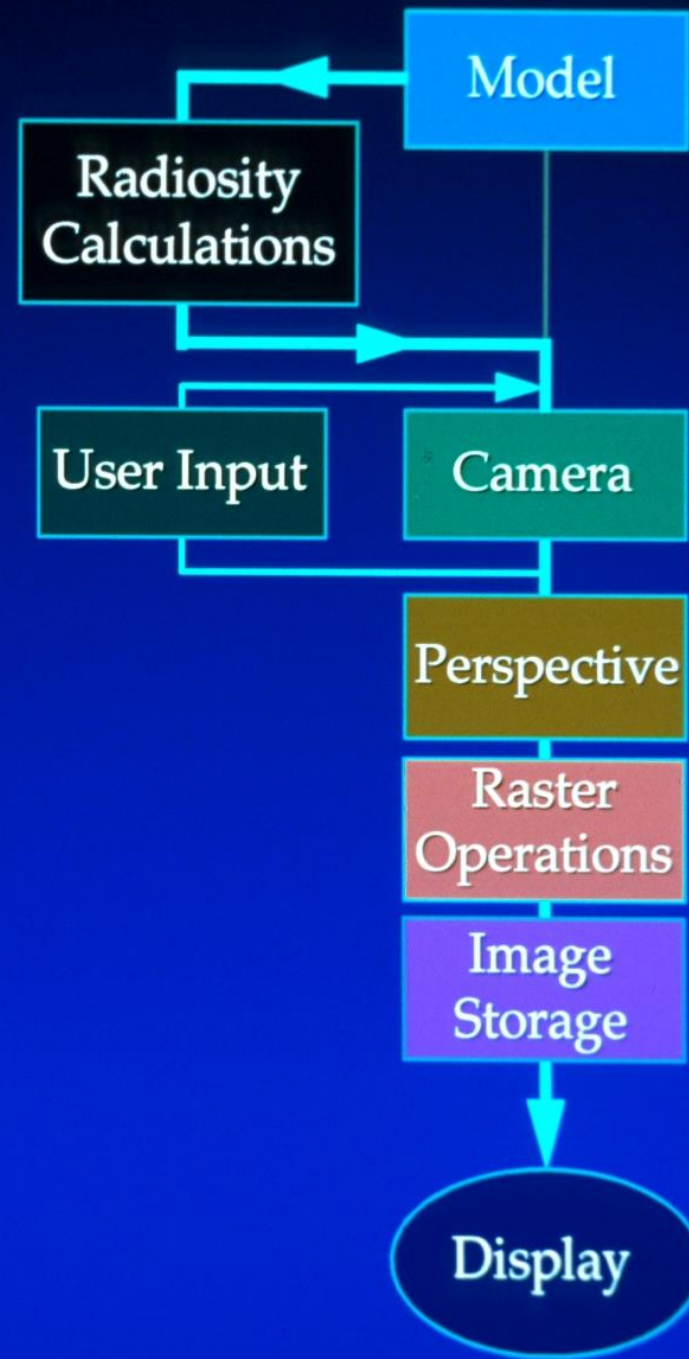 Model
Radiosity
Calculations
User Input
Camera
Perspective
Raster
Operations
Image
Storage
Display